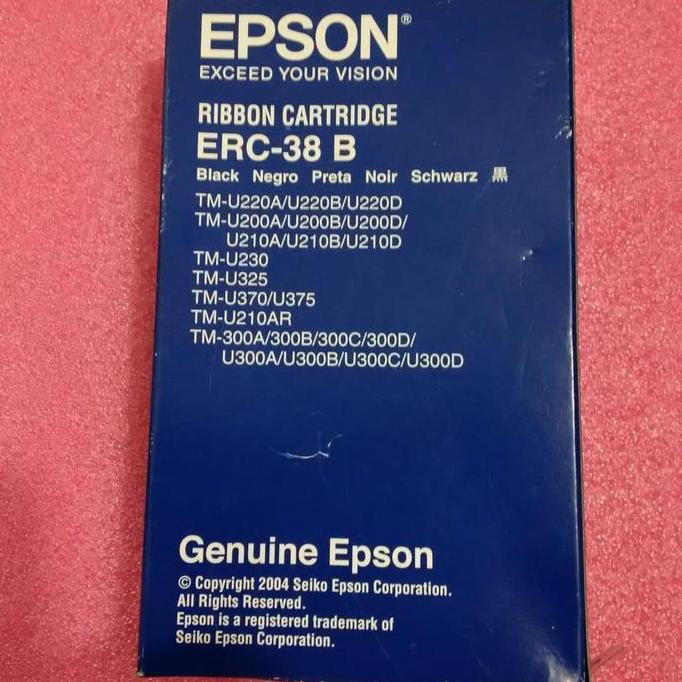 EPSON®
EXCEED YOUR VISION
RIBBON CARTRIDGE
ERC-38 B
Black Negro Preta Noir Schwarz 黒
TM-U220A/U220B/U220D
TM-U200A/U200B/U200D/
U210A/U210B/U210D
TM-U230
TM-U325
TM-U370/U375
TM-U210AR
TM-300A/300B/300C/300D/
U300A/U300B/U300C/U300D
Genuine Epson
© Copyright 2004 Seiko Epson Corporation.
All Rights Reserved.
Epson is a registered trademark of
Seiko Epson Corporation.